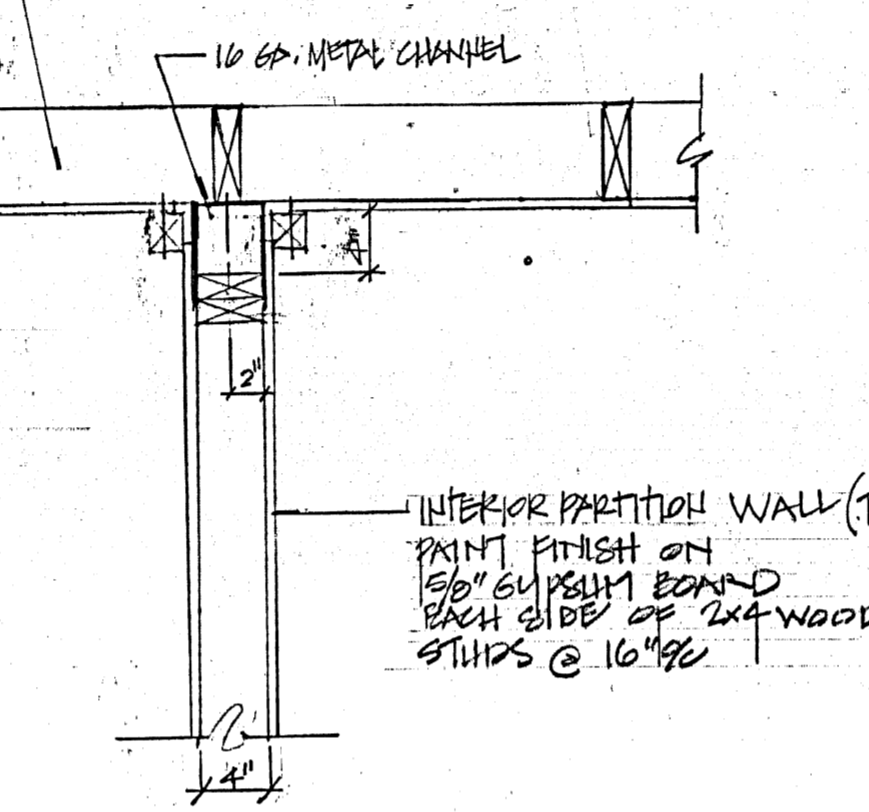 16 GA. METAL CHANNEL
4"
2"
INTERIOR PARTITION WALL (T
PAINT FINISH ON
5/8" GYPSUM BOARD
EACH SIDE OF 2x4 WOOD
STUDS @ 16" O/C
4"